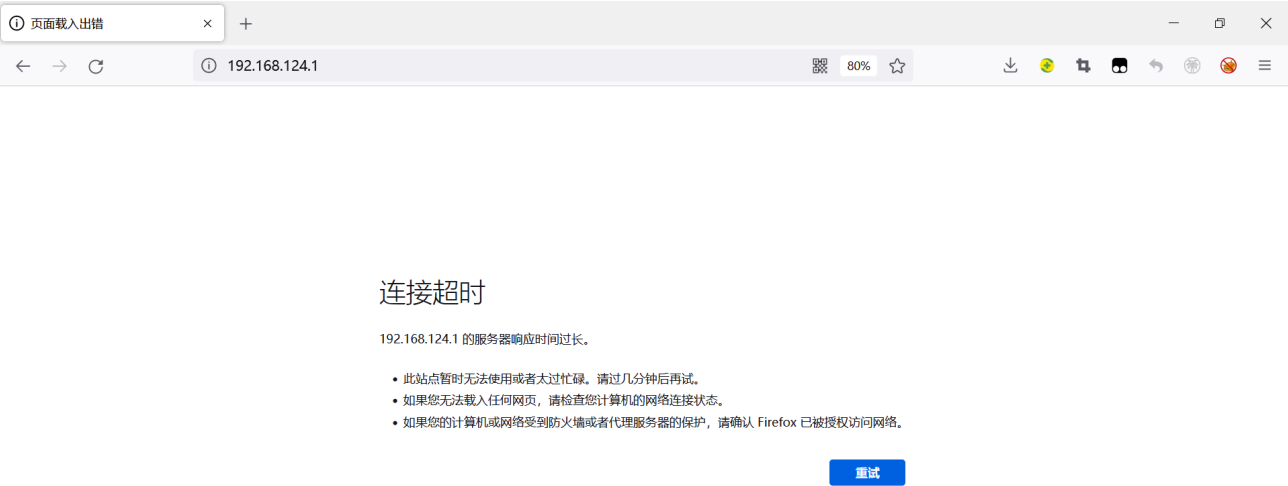 页面载入出错
192.168.124.1
80%
连接超时
192.168.124.1 的服务器响应时间过长。
此站点暂时无法使用或者太过忙碌。请过几分钟后再试。
如果您无法载入任何网页，请检查您计算机的网络连接状态。
如果您的计算机或网络受到防火墙或者代理服务器的保护，请确认 Firefox 已被授权访问网络。
重试